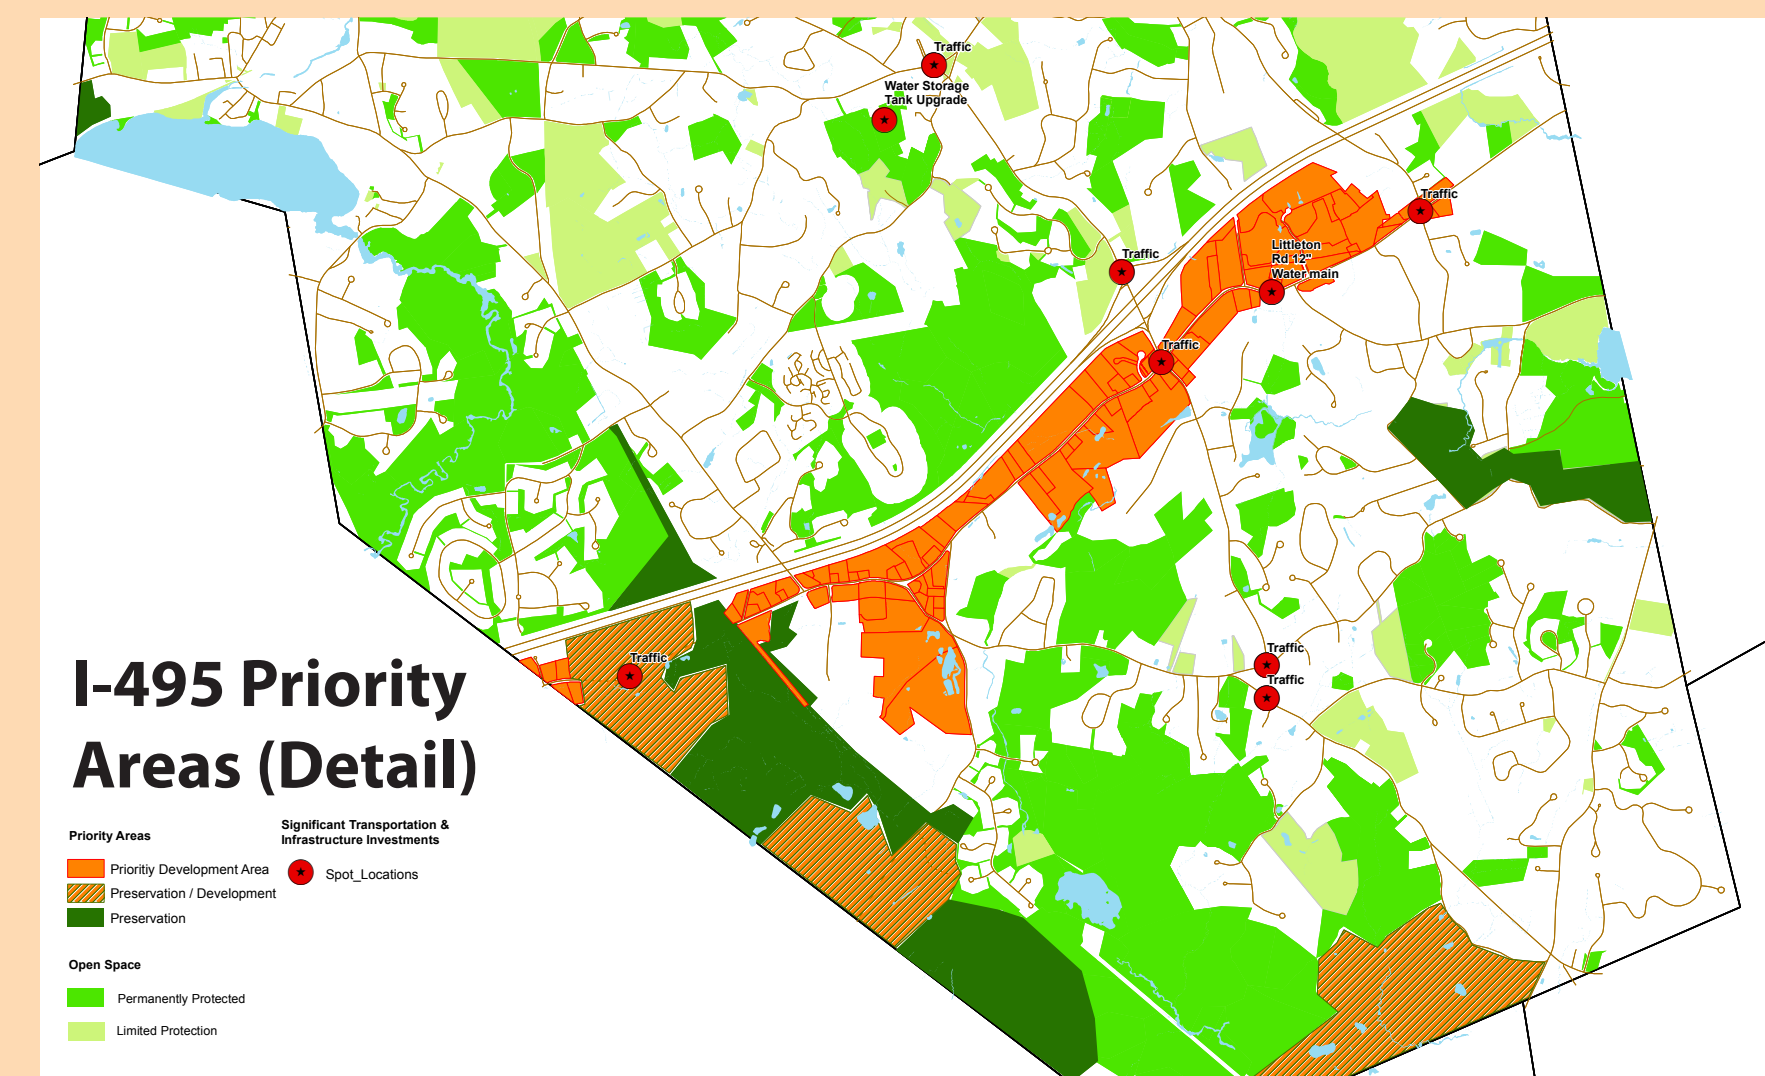 Traffic
Water Storage
Tank Upgrade
Traffic
Traffic
Littleton
Rd 12"
Water main
Traffic
Traffic
Traffic
Traffic
I-495 Priority
Areas (Detail)
Priority Areas
Prioritiy Development Area
Preservation / Development
Preservation
Significant Transportation &
Infrastructure Investments
Spot_Locations
Open Space
Permanently Protected
Limited Protection